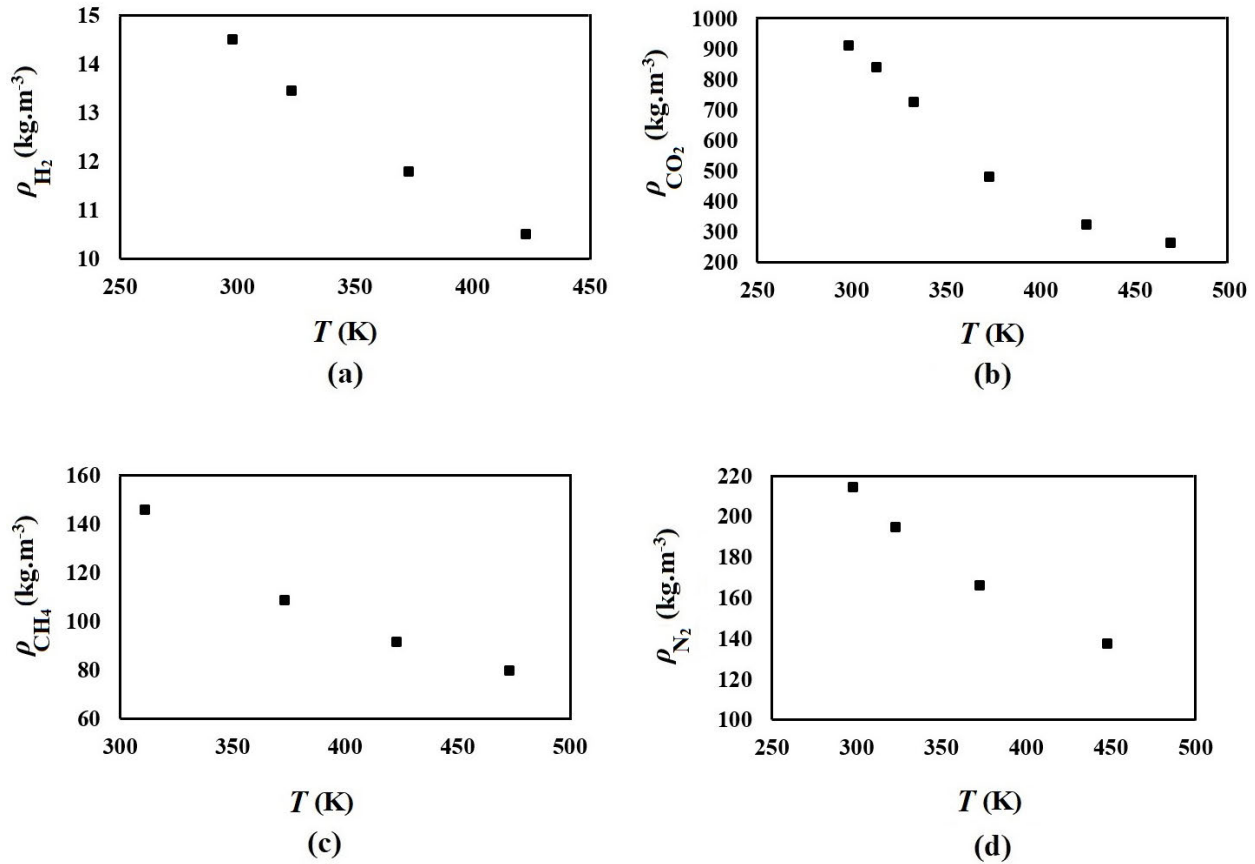 15
14
13
12
11
10
ρH₂ (kg.m⁻³)
250 300 350 400 450
T (K)
(a)
1000
900
800
700
600
500
400
300
200
ρCO₂ (kg.m⁻³)
250 300 350 400 450 500
T (K)
(b)
160
140
120
100
80
60
ρCH₄ (kg.m⁻³)
300 350 400 450 500
T (K)
(c)
220
200
180
160
140
120
100
ρN₂ (kg.m⁻³)
250 300 350 400 450 500
T (K)
(d)